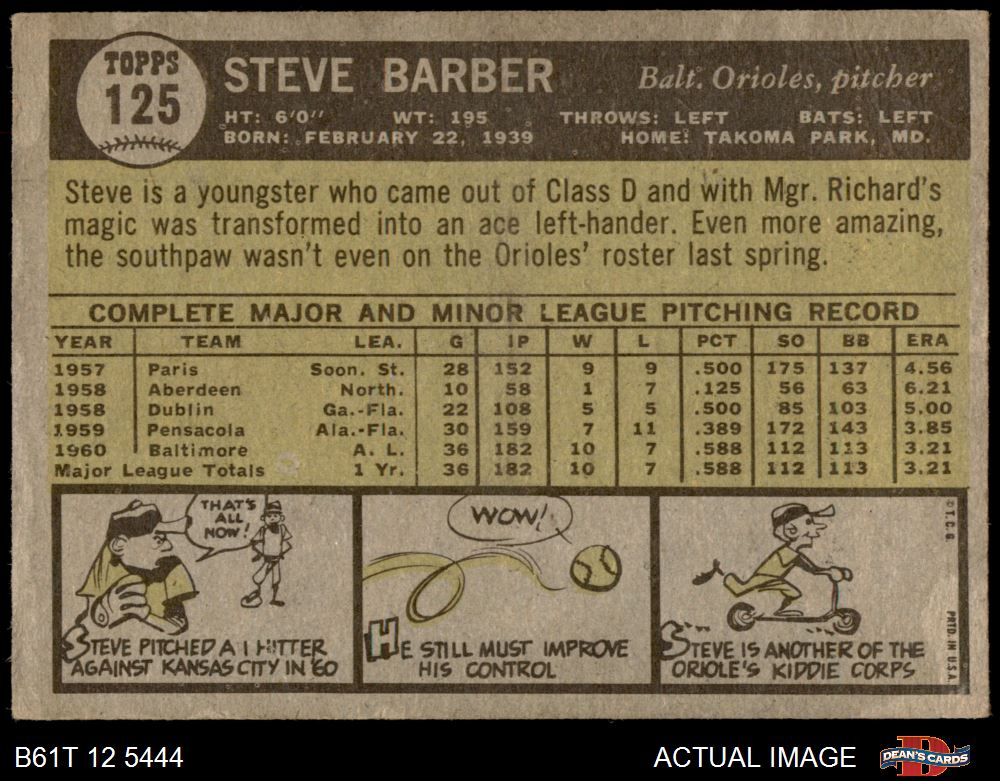 TOPPS
125
STEVE BARBER
Balt. Orioles, pitcher
HT: 6'0" WT: 195 THROWS: LEFT BATS: LEFT
BORN: FEBRUARY 22, 1939 HOME: TAKOMA PARK, MD.
Steve is a youngster who came out of Class D and with Mgr. Richard's
magic was transformed into an ace left-hander. Even more amazing,
the southpaw wasn't even on the Orioles' roster last spring.
COMPLETE MAJOR AND MINOR LEAGUE PITCHING RECORD
YEAR TEAM LEA. G IP W L PCT SO BB ERA
1957 Paris Soon. St. 28 152 9 9 .500 175 137 4.56
1958 Aberdeen North. 10 58 1 7 .125 56 63 6.21
1958 Dublin Ga.-Fla. 22 108 5 5 .500 85 103 5.00
1959 Pensacola Ala.-Fla. 30 159 7 11 .389 172 143 3.85
1960 Baltimore A. L. 36 182 10 7 .588 112 113 3.21
Major League Totals 1 Yr. 36 182 10 7 .588 112 113 3.21
THAT'S
ALL
NOW!
STEVE PITCHED A 1 HITTER
AGAINST KANSAS CITY IN '60
WOW!
HE STILL MUST IMPROVE
HIS CONTROL
STEVE IS ANOTHER OF THE
ORIOLE'S KIDDIE CORPS
© T.C.G.
PRTD. IN U.S.A.
B61T 12 5444
ACTUAL IMAGE
DEAN'S CARDS